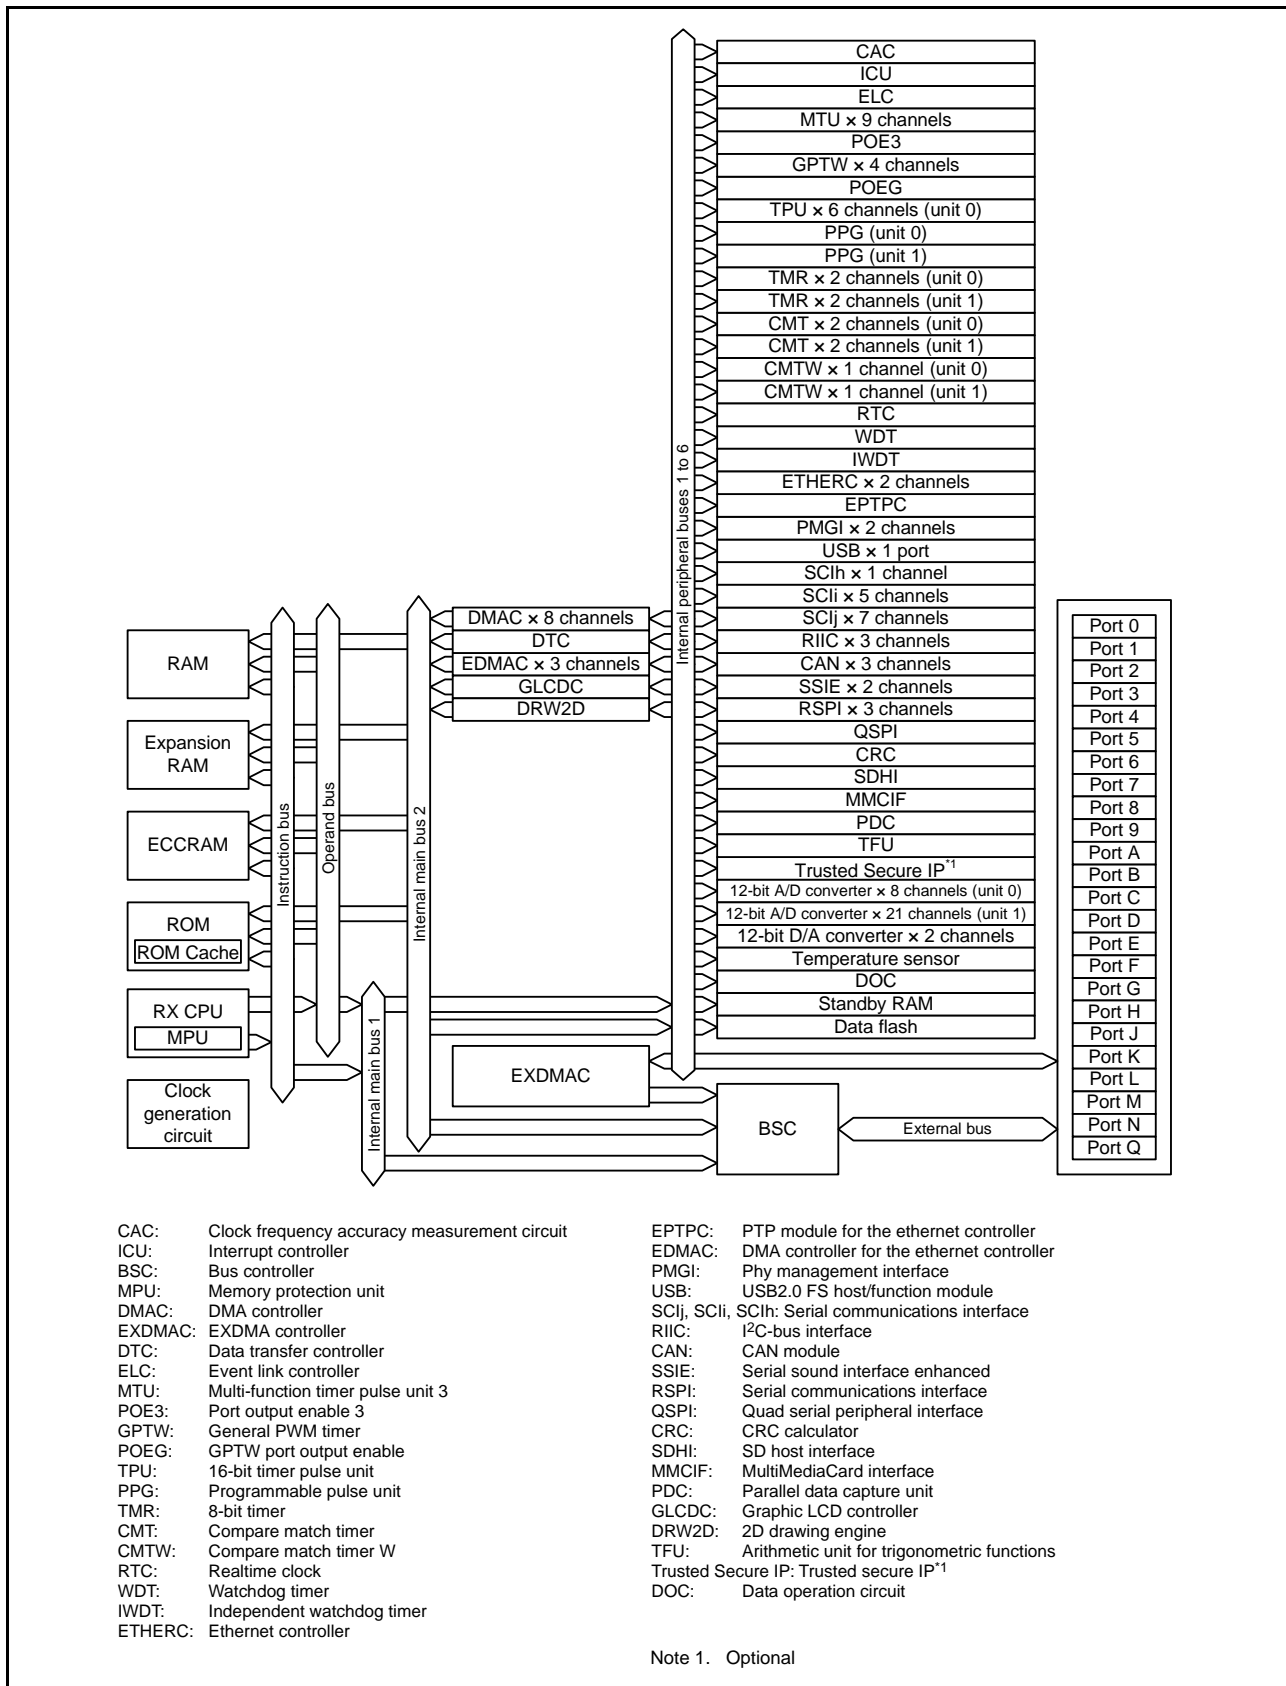 CAC
ICU
ELC
MTU × 9 channels
POE3
GPTW × 4 channels
POEG
TPU × 6 channels (unit 0)
PPG (unit 0)
PPG (unit 1)
TMR × 2 channels (unit 0)
TMR × 2 channels (unit 1)
CMT × 2 channels (unit 0)
CMT × 2 channels (unit 1)
CMTW × 1 channel (unit 0)
CMTW × 1 channel (unit 1)
RTC
WDT
IWDT
ETHERC × 2 channels
EPTPC
PMGI × 2 channels
USB × 1 port
SCIh × 1 channel
SCIi × 5 channels
SCIj × 7 channels
RIIC × 3 channels
CAN × 3 channels
SSIE × 2 channels
RSPI × 3 channels
QSPI
CRC
SDHI
MMCIF
PDC
TFU
Trusted Secure IP*1
12-bit A/D converter × 8 channels (unit 0)
12-bit A/D converter × 21 channels (unit 1)
12-bit D/A converter × 2 channels
Temperature sensor
DOC
Standby RAM
Data flash
Internal peripheral buses 1 to 6
DMAC × 8 channels
DTC
EDMAC × 3 channels
GLCDC
DRW2D
RAM
Expansion
RAM
ECCRAM
ROM
ROM Cache
RX CPU
MPU
Clock
generation
circuit
Instruction bus
Operand bus
Internal main bus 1
Internal main bus 2
EXDMAC
BSC
External bus
Port 0
Port 1
Port 2
Port 3
Port 4
Port 5
Port 6
Port 7
Port 8
Port 9
Port A
Port B
Port C
Port D
Port E
Port F
Port G
Port H
Port J
Port K
Port L
Port M
Port N
Port Q
CAC: Clock frequency accuracy measurement circuit
ICU: Interrupt controller
BSC: Bus controller
MPU: Memory protection unit
DMAC: DMA controller
EXDMAC: EXDMA controller
DTC: Data transfer controller
ELC: Event link controller
MTU: Multi-function timer pulse unit 3
POE3: Port output enable 3
GPTW: General PWM timer
POEG: GPTW port output enable
TPU: 16-bit timer pulse unit
PPG: Programmable pulse unit
TMR: 8-bit timer
CMT: Compare match timer
CMTW: Compare match timer W
RTC: Realtime clock
WDT: Watchdog timer
IWDT: Independent watchdog timer
ETHERC: Ethernet controller
EPTPC: PTP module for the ethernet controller
EDMAC: DMA controller for the ethernet controller
PMGI: Phy management interface
USB: USB2.0 FS host/function module
SCIj, SCIi, SCIh: Serial communications interface
RIIC: I2C-bus interface
CAN: CAN module
SSIE: Serial sound interface enhanced
RSPI: Serial communications interface
QSPI: Quad serial peripheral interface
CRC: CRC calculator
SDHI: SD host interface
MMCIF: MultiMediaCard interface
PDC: Parallel data capture unit
GLCDC: Graphic LCD controller
DRW2D: 2D drawing engine
TFU: Arithmetic unit for trigonometric functions
Trusted Secure IP: Trusted secure IP*1
DOC: Data operation circuit
Note 1. Optional